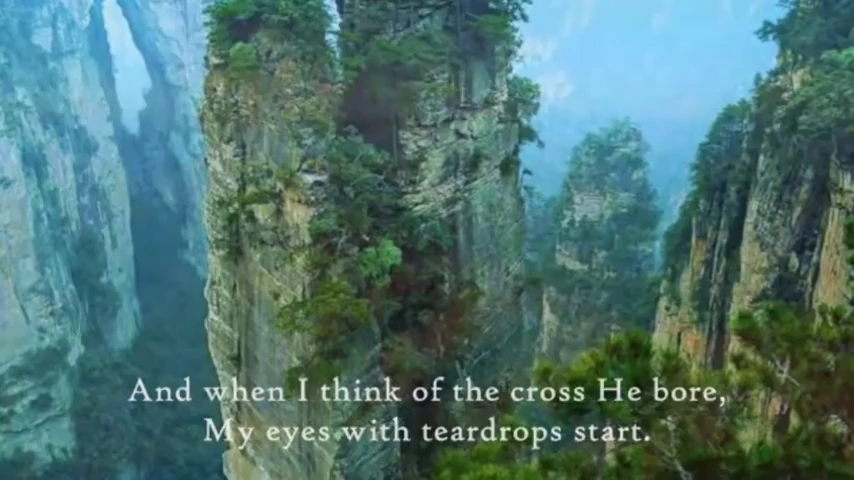 And when I think of the cross He bore,
My eyes with teardrops start.